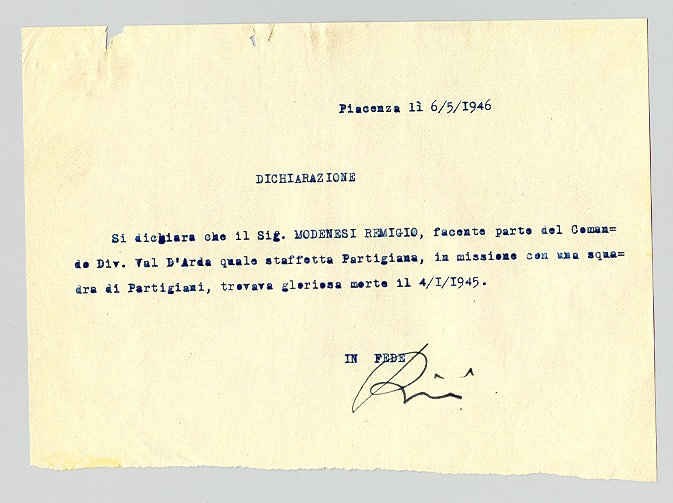 Piacenza lì 6/5/1946
DICHIARAZIONE
Si dichiara che il Sig. MODENESI REMIGIO, facente parte del Coman=
do Div. Val D'Arda quale staffetta Partigiana, in missione con una squa=
dra di Partigiani, trovava gloriosa morte il 4/I/1945.
IN FEDE